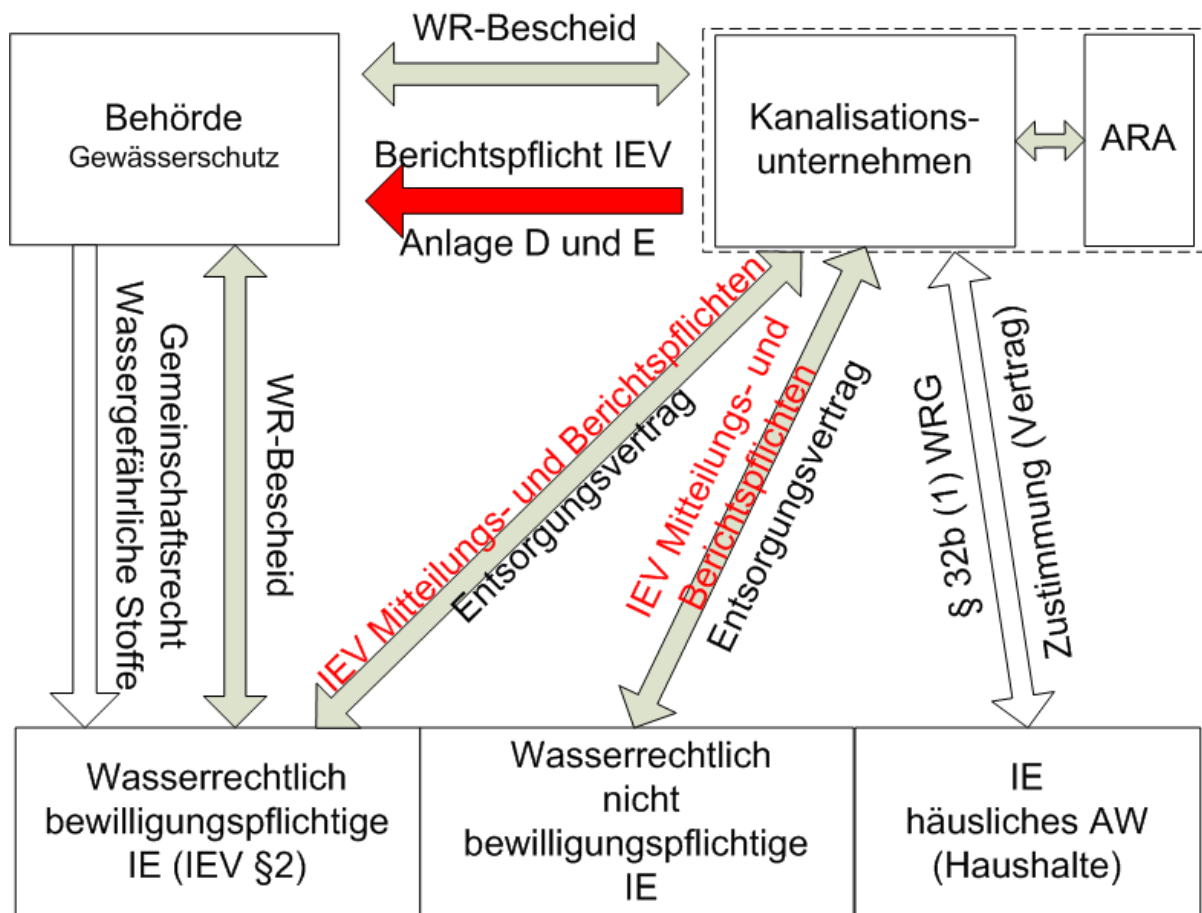 WR-Bescheid
Behörde
Gewässerschutz
Kanalisations-
unternehmen
ARA
Berichtspflicht IEV
Anlage D und E
Wassergefährliche Stoffe
Gemeinschaftsrecht
WR-Bescheid
IEV Mitteilungs- und Berichtspflichten
Entsorgungsvertrag
IEV Mitteilungs- und
Berichtspflichten
Entsorgungsvertrag
§ 32b (1) WRG
Zustimmung (Vertrag)
Wasserrechtlich
bewilligungspflichtige
IE (IEV §2)
Wasserrechtlich
nicht
bewilligungspflichtige
IE
IE
häusliches AW
(Haushalte)